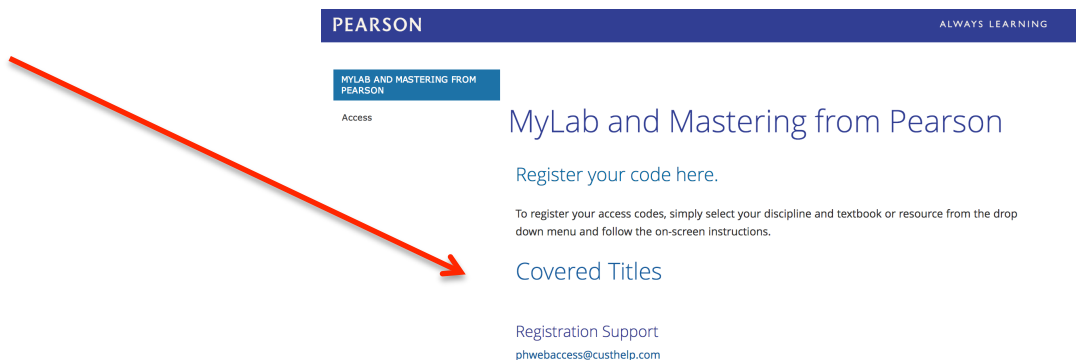 PEARSON
ALWAYS LEARNING
MYLAB AND MASTERING FROM
PEARSON
Access
MyLab and Mastering from Pearson
Register your code here.
To register your access codes, simply select your discipline and textbook or resource from the drop
down menu and follow the on-screen instructions.
Covered Titles
Registration Support
phwebaccess@custhelp.com